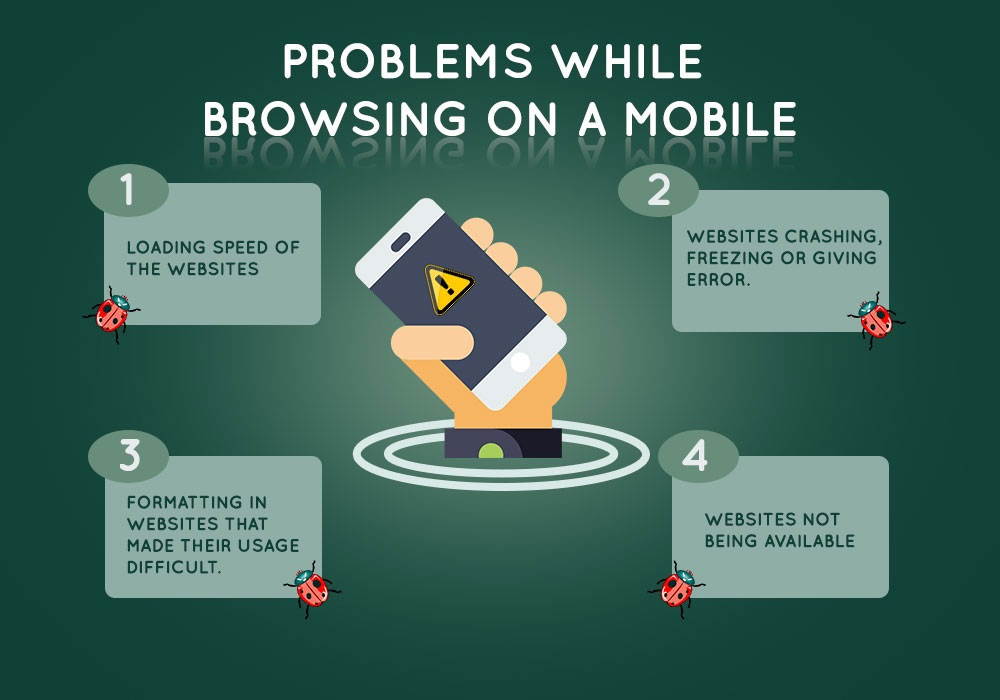 PROBLEMS WHILE
BROWSING ON A MOBILE
1
LOADING SPEED OF
THE WEBSITES
2
WEBSITES CRASHING,
FREEZING OR GIVING
ERROR.
3
FORMATTING IN
WEBSITES THAT
MADE THEIR USAGE
DIFFICULT.
4
WEBSITES NOT
BEING AVAILABLE